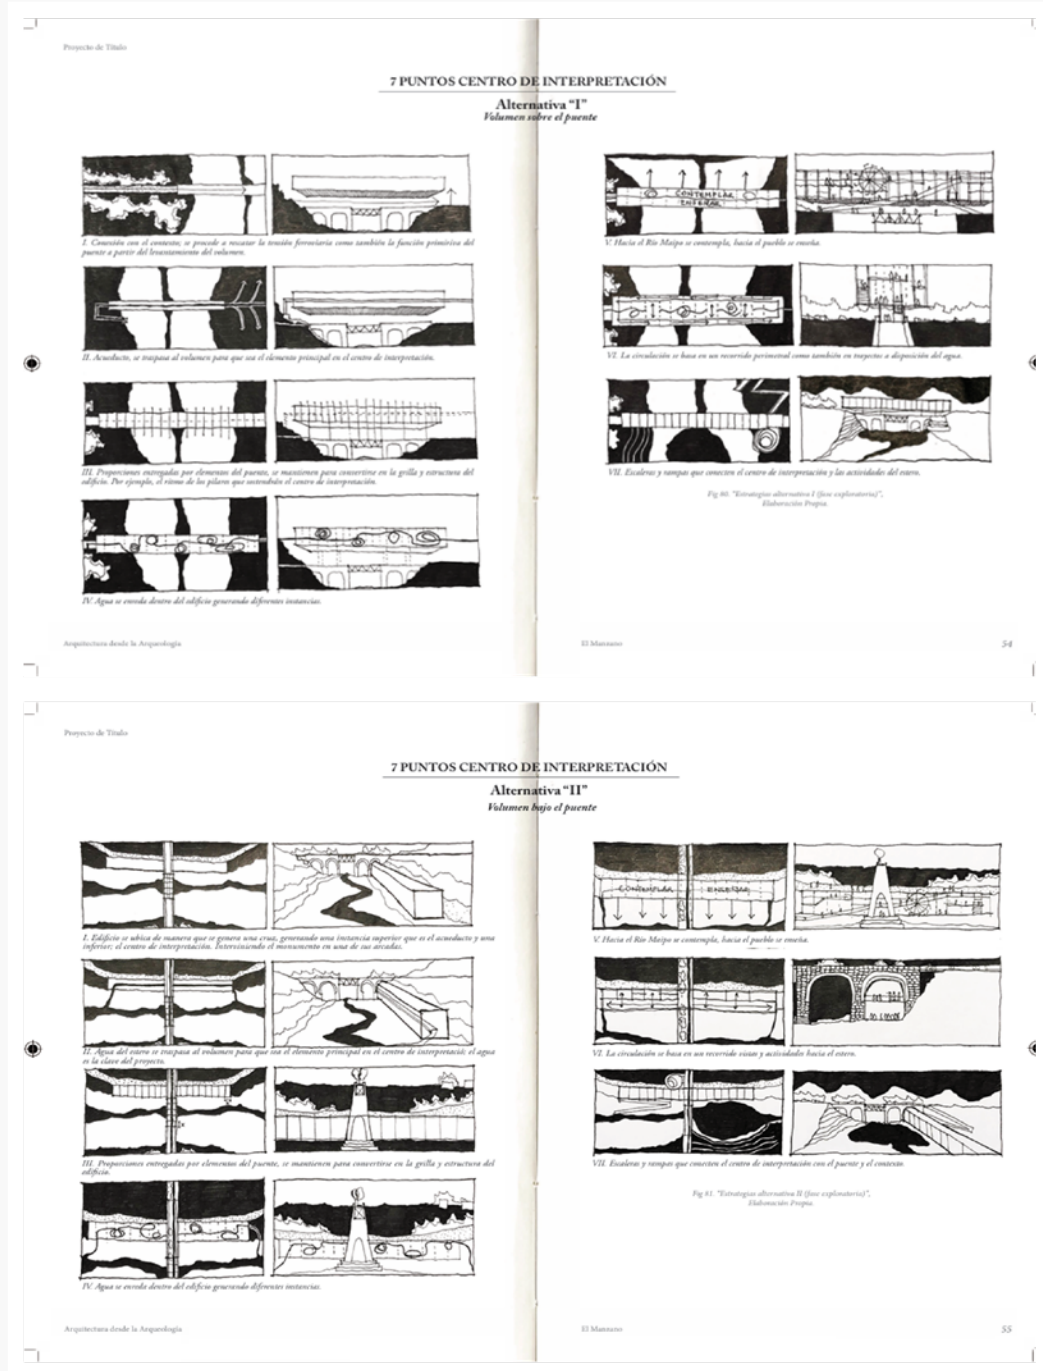 Proyecto de Título
7 PUNTOS CENTRO DE INTERPRETACIÓN
Alternativa “I”
Volumen sobre el puente
I. Conexión con el contexto; se procede a rescatar la tensión ferroviaria como también la función primitiva del
puente a partir del levantamiento del volumen.
II. Acueducto, se traspasa al volumen para que sea el elemento principal en el centro de interpretación.
III. Proporciones entregadas por elementos del puente, se mantienen para convertirse en la grilla y estructura del
edificio. Por ejemplo, el ritmo de los pilares que sostendrán el centro de interpretación.
IV. Agua se enreda dentro del edificio generando diferentes instancias.
CONTEMPLAR
ENSEÑAR
V. Hacia el Río Maipo se contempla, hacia el pueblo se enseña.
VI. La circulación se basa en un recorrido perimetral como también en trayectos a disposición del agua.
VII. Escaleras y rampas que conecten el centro de interpretación y las actividades del estero.
Fig 80. “Estrategias alternativa I (fase exploratoria)”,
Elaboración Propia.
Arquitectura desde la Arqueología
El Manzano
54
Proyecto de Título
7 PUNTOS CENTRO DE INTERPRETACIÓN
Alternativa “II”
Volumen bajo el puente
I. Edificio se ubica de manera que se genera una cruz, generando una instancia superior que es el acueducto y una
inferior; el centro de interpretación. Interviniendo el monumento en una de sus arcadas.
II. Agua del estero se traspasa al volumen para que sea el elemento principal en el centro de interpretació; el agua
es la clave del proyecto.
III. Proporciones entregadas por elementos del puente, se mantienen para convertirse en la grilla y estructura del
edificio.
IV. Agua se enreda dentro del edificio generando diferentes instancias.
CONTEMPLAR ENSEÑAR
V. Hacia el Río Maipo se contempla, hacia el pueblo se enseña.
VI. La circulación se basa en un recorrido vistas y actividades hacia el estero.
VII. Escaleras y rampas que conecten el centro de interpretación con el puente y el contexto
Fig 81. “Estrategias alternativa II (fase exploratoria)”,
Elaboración Propia.
Arquitectura desde la Arqueología
El Manzano
55